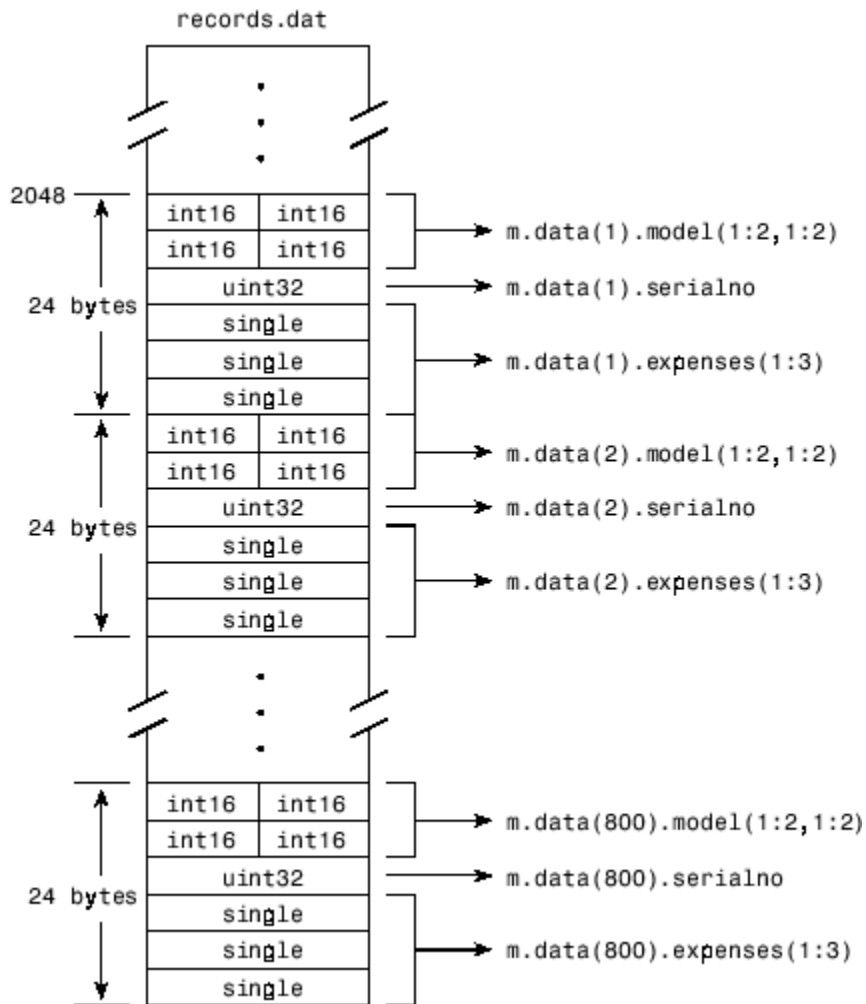 records.dat
2048
int16 int16
m.data(1).model(1:2,1:2)
int16 int16
uint32
m.data(1).serialno
24 bytes
single
single
m.data(1).expenses(1:3)
single
int16 int16
m.data(2).model(1:2,1:2)
int16 int16
uint32
m.data(2).serialno
24 bytes
single
single
m.data(2).expenses(1:3)
single
int16 int16
m.data(800).model(1:2,1:2)
int16 int16
uint32
m.data(800).serialno
24 bytes
single
single
m.data(800).expenses(1:3)
single